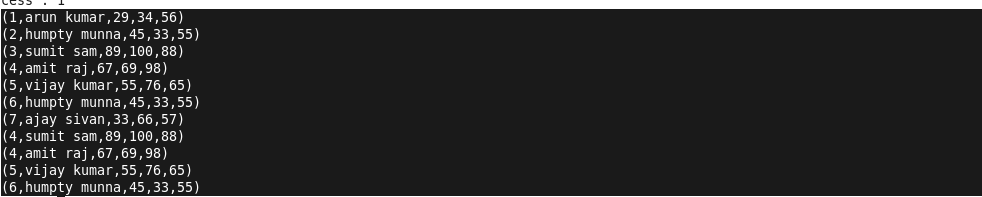 cess : 1
(1,arun kumar,29,34,56)
(2,humpty munna,45,33,55)
(3,sumit sam,89,100,88)
(4,amit raj,67,69,98)
(5,vijay kumar,55,76,65)
(6,humpty munna,45,33,55)
(7,ajay sivan,33,66,57)
(4,sumit sam,89,100,88)
(4,amit raj,67,69,98)
(5,vijay kumar,55,76,65)
(6,humpty munna,45,33,55)